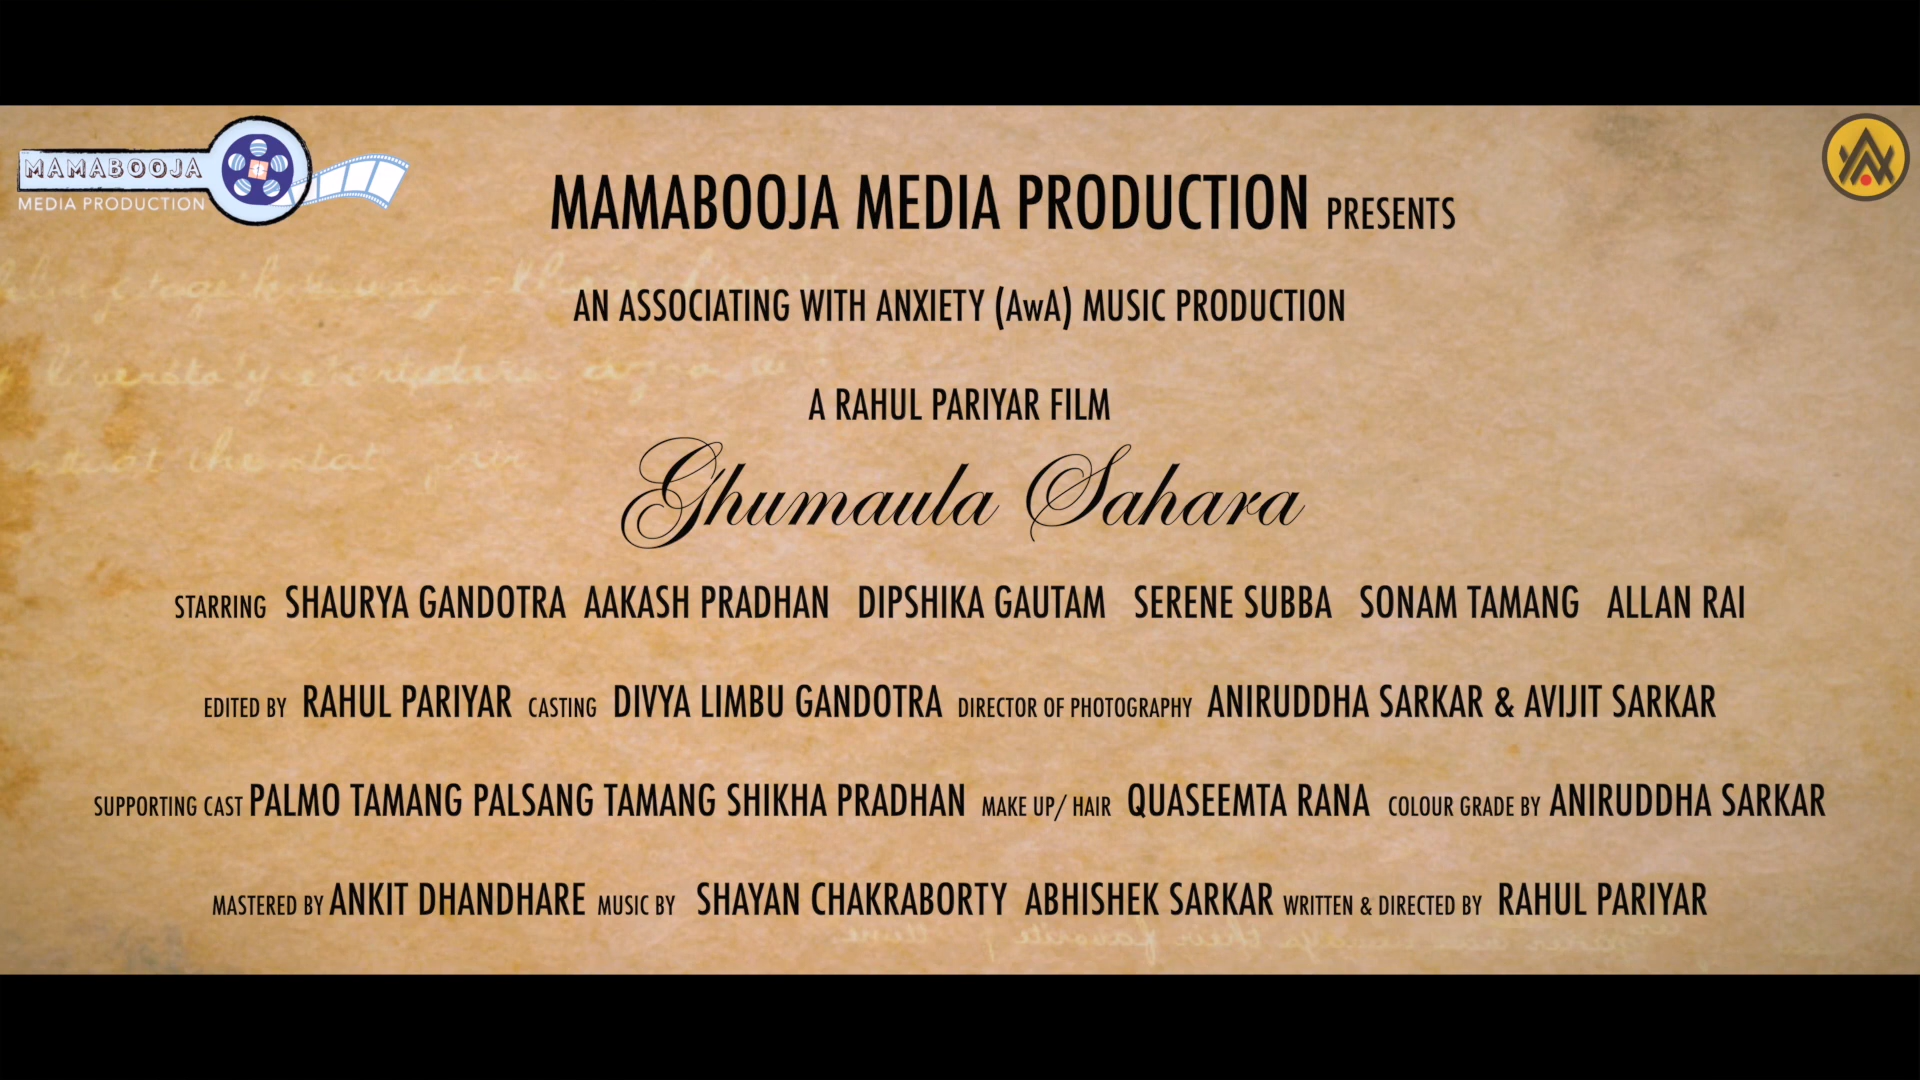 MAMABOOJA
MEDIA PRODUCTION
MAMABOOJA MEDIA PRODUCTION PRESENTS
AN ASSOCIATING WITH ANXIETY (AwA) MUSIC PRODUCTION
A RAHUL PARIYAR FILM
Ghumaula Sahara
STARRING SHAURYA GANDOTRA AAKASH PRADHAN DIPSHIKA GAUTAM SERENE SUBBA SONAM TAMANG ALLAN RAI
EDITED BY RAHUL PARIYAR CASTING DIVYA LIMBU GANDOTRA DIRECTOR OF PHOTOGRAPHY ANIRUDDHA SARKAR & AVIJIT SARKAR
SUPPORTING CAST PALMO TAMANG PALSANG TAMANG SHIKHA PRADHAN MAKE UP/ HAIR QUASEEMTA RANA COLOUR GRADE BY ANIRUDDHA SARKAR
MASTERED BY ANKIT DHANDHARE MUSIC BY SHAYAN CHAKRABORTY ABHISHEK SARKAR WRITTEN & DIRECTED BY RAHUL PARIYAR